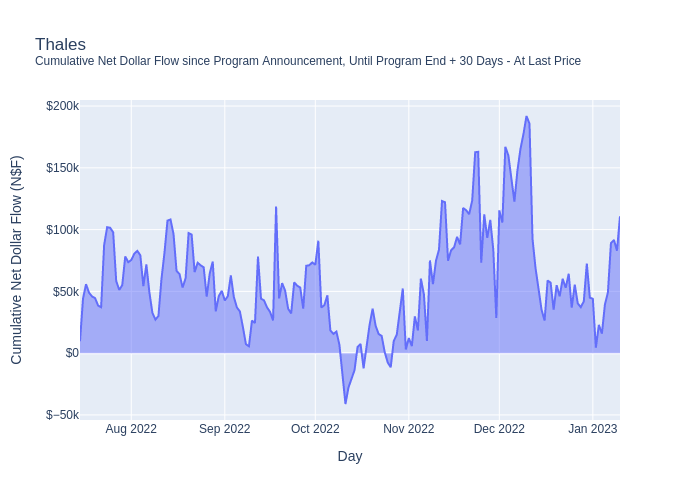 Thales
Cumulative Net Dollar Flow since Program Announcement, Until Program End + 30 Days - At Last Price
Cumulative Net Dollar Flow (N$F)
$200k
$150k
$100k
$50k
$0
$−50k
Aug 2022
Sep 2022
Oct 2022
Nov 2022
Dec 2022
Jan 2023
Day